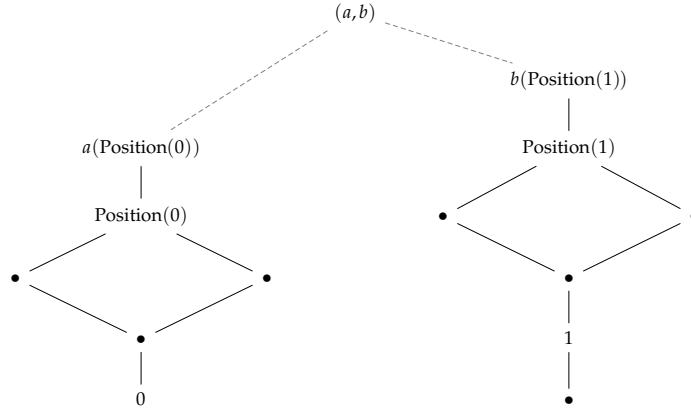 (a, b)
b(Position(1))
a(Position(0))
Position(1)
Position(0)
1
0